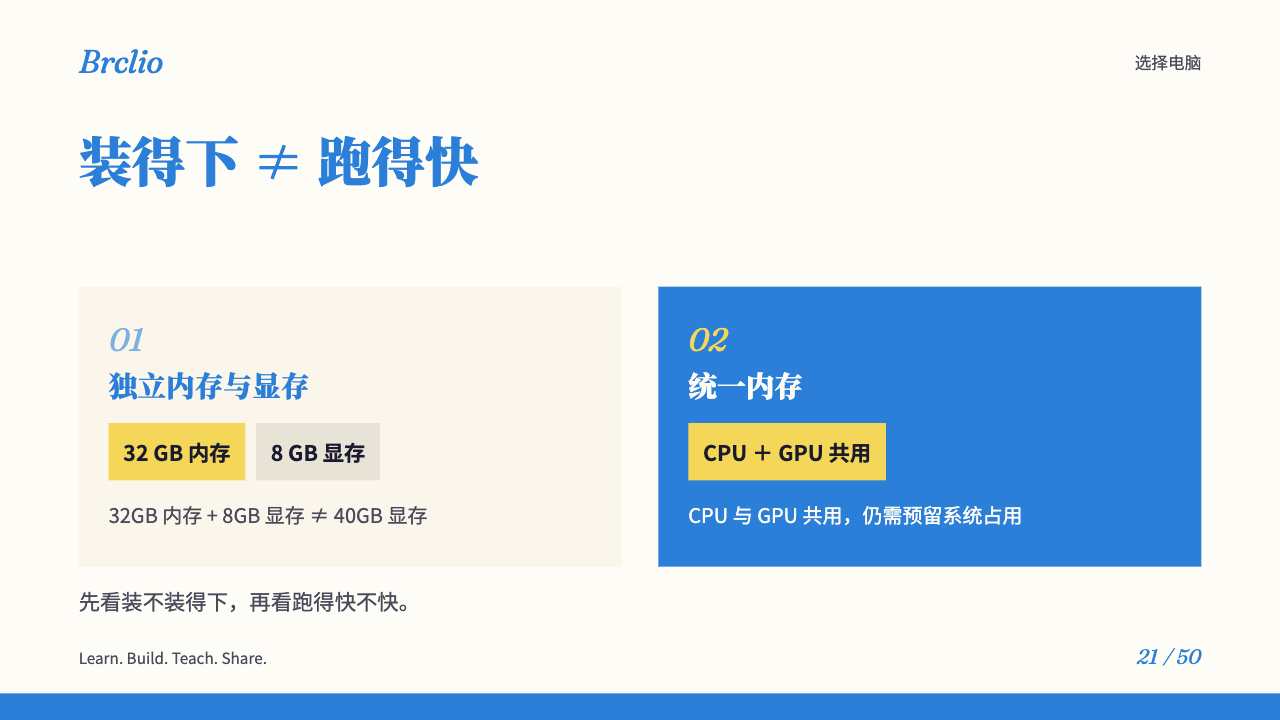 Brclio
选择电脑
装得下 ≠ 跑得快
01
独立内存与显存
32 GB 内存
8 GB 显存
32GB 内存 + 8GB 显存 ≠ 40GB 显存
02
统一内存
CPU ＋ GPU 共用
CPU 与 GPU 共用，仍需预留系统占用
先看装不装得下，再看跑得快不快。
Learn. Build. Teach. Share.
21 / 50